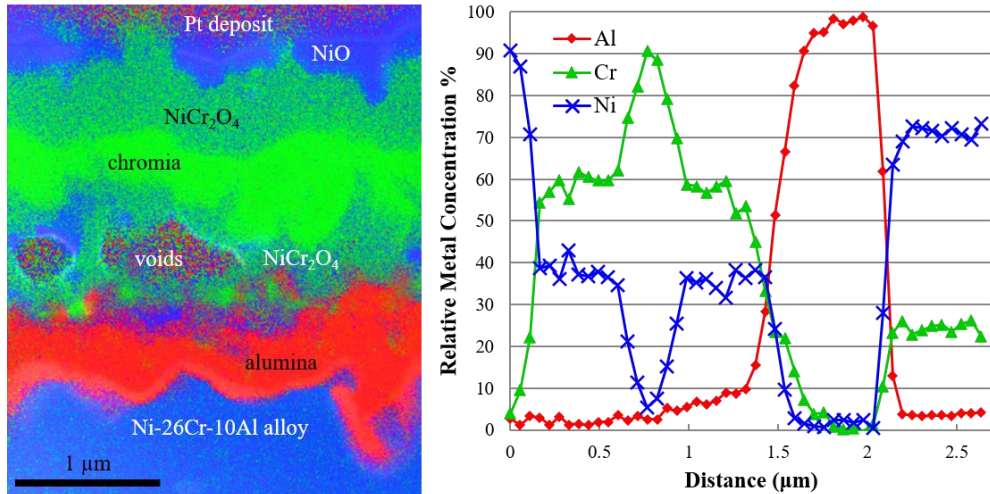 Pt deposit
NiO
NiCr₂O₄
chromia
voids
NiCr₂O₄
alumina
Ni-26Cr-10Al alloy
1 µm
Relative Metal Concentration %
100
90
80
70
60
50
40
30
20
10
0
Al
Cr
Ni
0
0.5
1
1.5
2
2.5
Distance (µm)